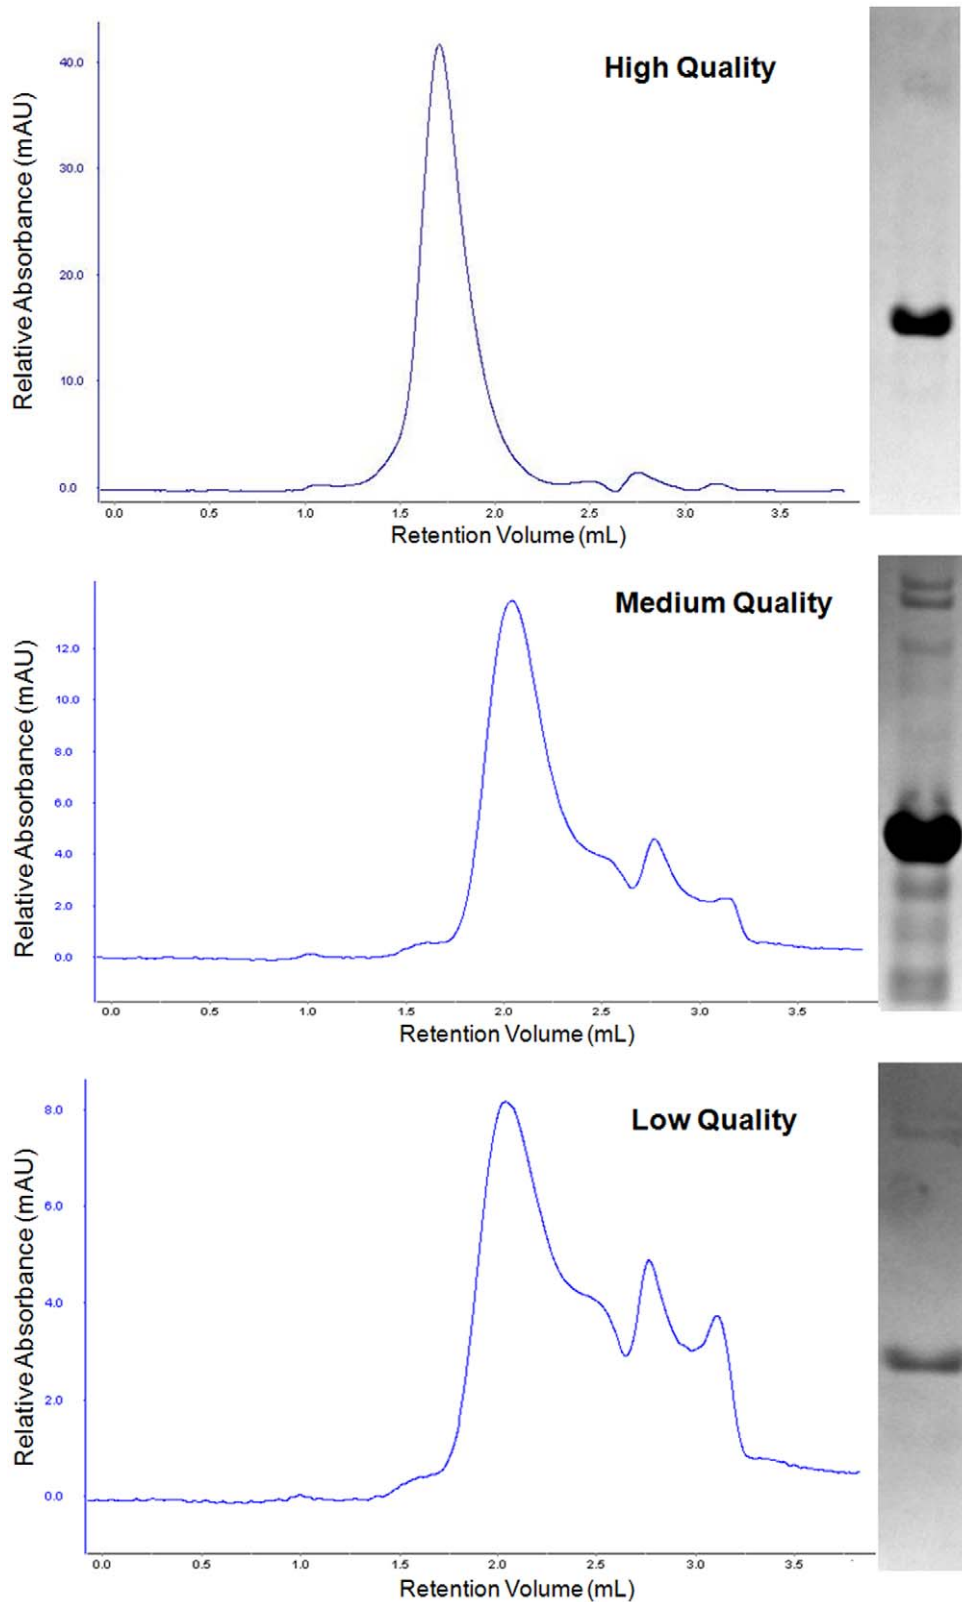 High Quality
Relative Absorbance (mAU)
40.0
30.0
20.0
10.0
0.0
0.0 0.5 1.0 1.5 2.0 2.5 3.0 3.5
Retention Volume (mL)
Medium Quality
Relative Absorbance (mAU)
12.0
10.0
8.0
6.0
4.0
2.0
0.0
0.0 0.5 1.0 1.5 2.0 2.5 3.0 3.5
Retention Volume (mL)
Low Quality
Relative Absorbance (mAU)
8.0
6.0
4.0
2.0
0.0
0.0 0.5 1.0 1.5 2.0 2.5 3.0 3.5
Retention Volume (mL)